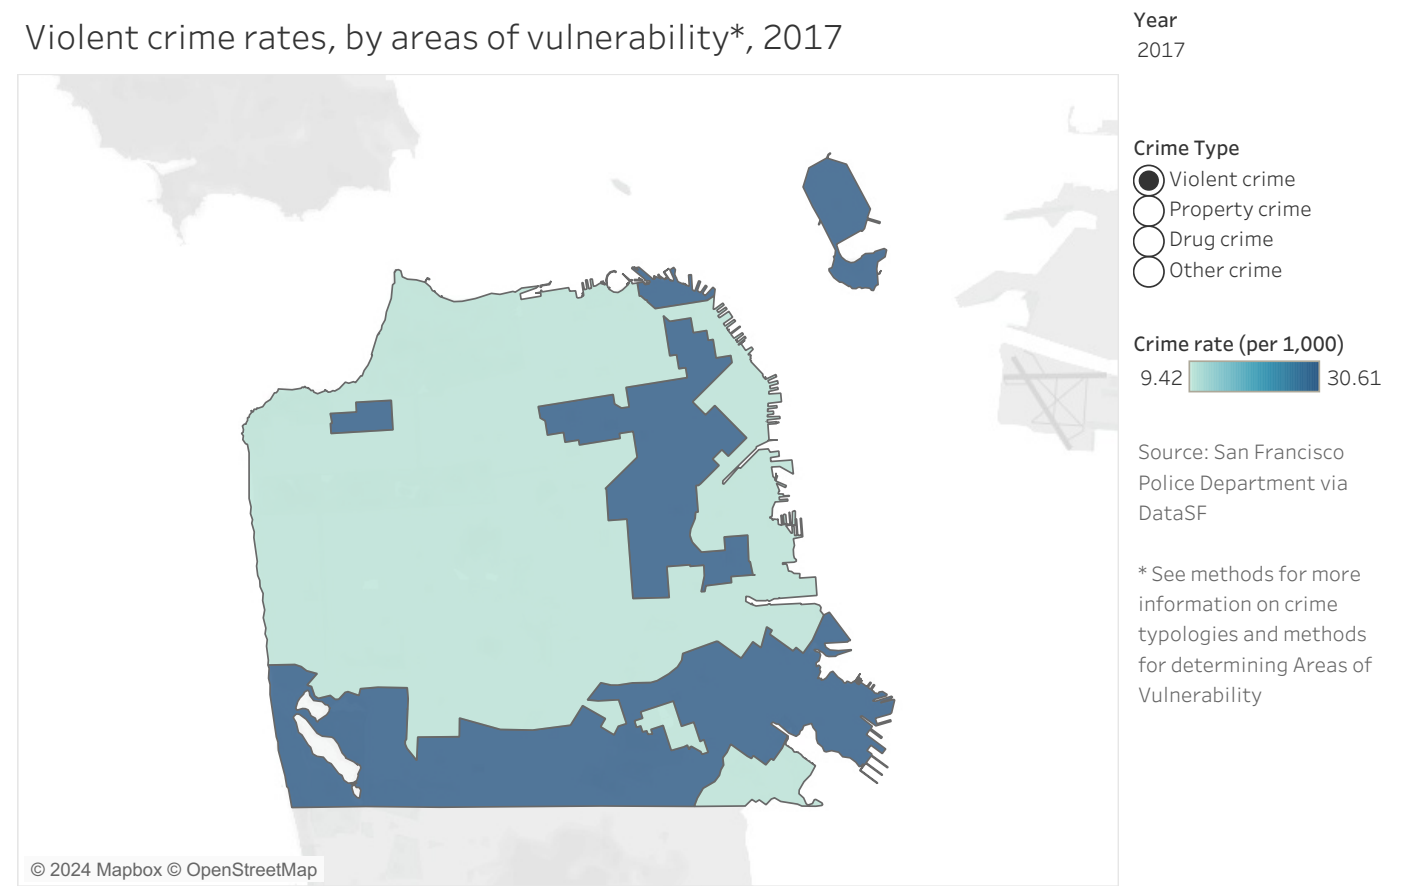 Violent crime rates, by areas of vulnerability*, 2017
Year
2017
Crime Type
Violent crime
Property crime
Drug crime
Other crime
Crime rate (per 1,000)
9.42 30.61
Source: San Francisco
Police Department via
DataSF
* See methods for more
information on crime
typologies and methods
for determining Areas of
Vulnerability
© 2024 Mapbox © OpenStreetMap